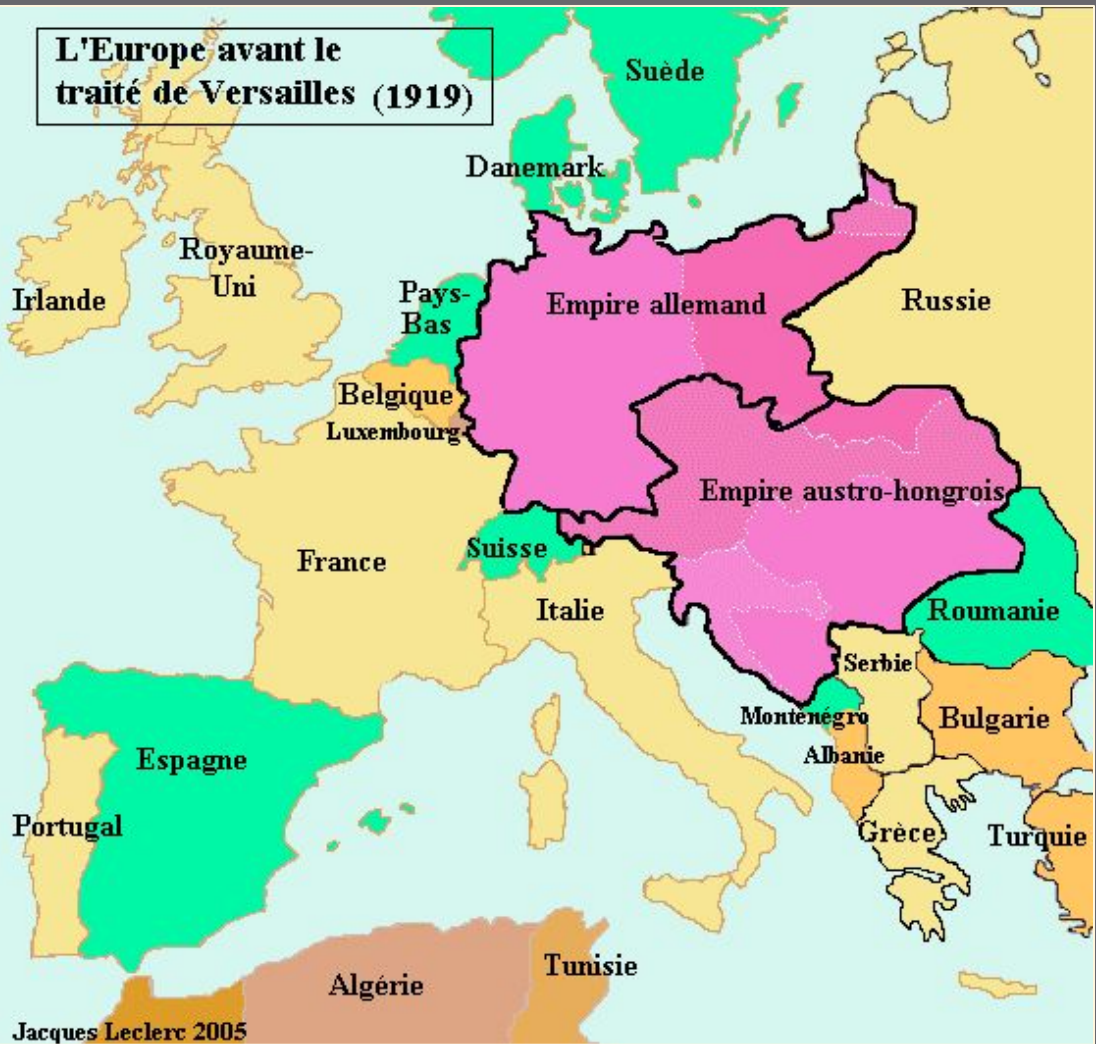 L'Europe avant le
traité de Versailles (1919)
Suède
Danemark
Royaume-
Uni
Irlande
Pays-
Bas
Empire allemand
Russie
Belgique
Luxembourg
Empire austro-hongrois
France
Suisse
Italie
Roumanie
Serbie
Monténégro
Bulgarie
Albanie
Espagne
Portugal
Grèce
Turquie
Tunisie
Algérie
Jacques Leclerc 2005